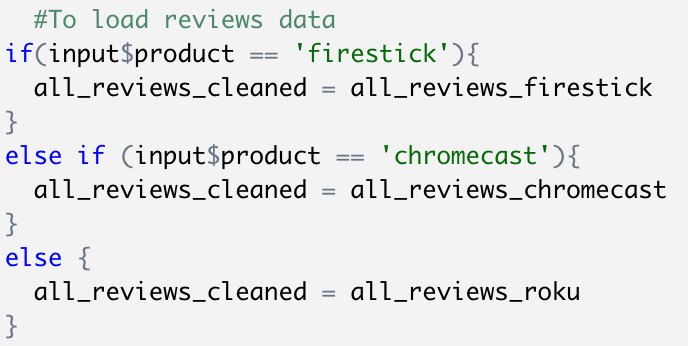 #To load reviews data
if(input$product == 'firestick'){
all_reviews_cleaned = all_reviews_firestick
}
else if (input$product == 'chromecast'){
all_reviews_cleaned = all_reviews_chromecast
}
else {
all_reviews_cleaned = all_reviews_roku
}